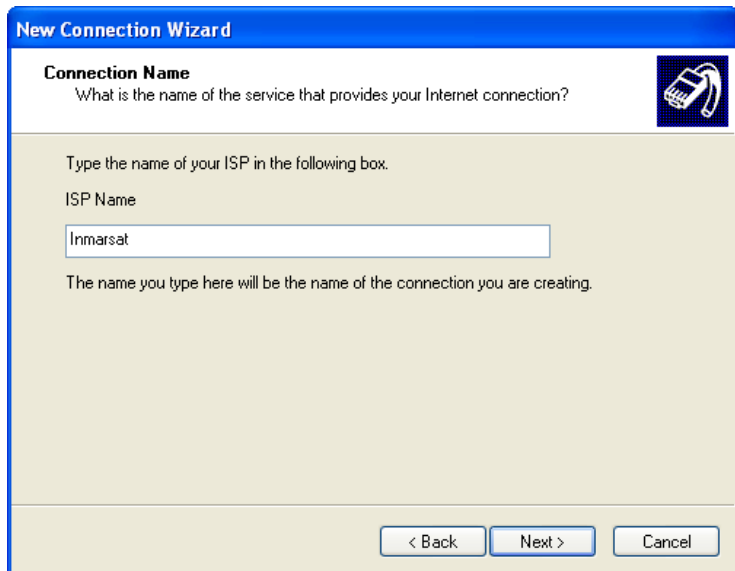 New Connection Wizard
Connection Name
What is the name of the service that provides your Internet connection?
Type the name of your ISP in the following box.
ISP Name
Inmarsat
The name you type here will be the name of the connection you are creating.
< Back Next > Cancel